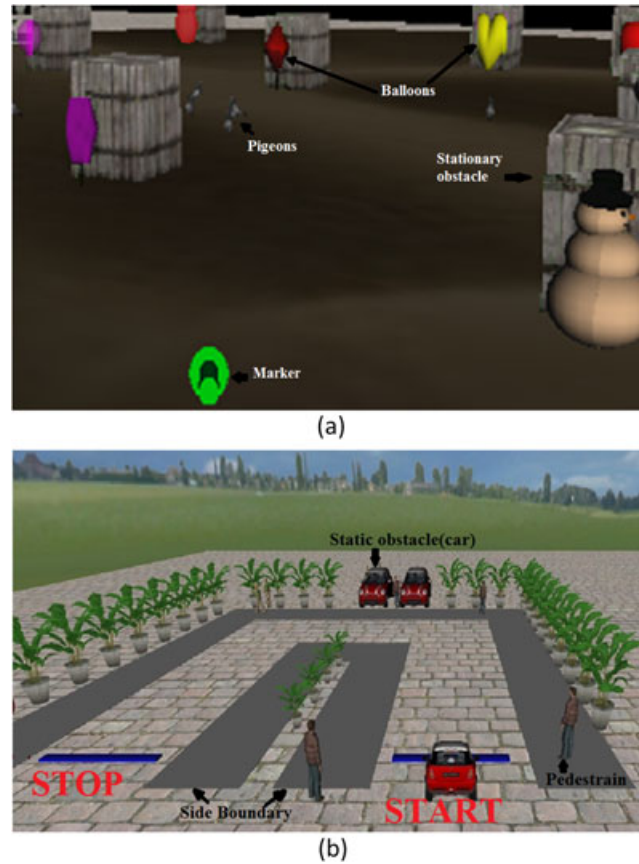 Balloons
Pigeons
Stationary
obstacle
Marker
(a)
Static obstacle(car)
STOP
Side Boundary
START
Pedestrain
(b)